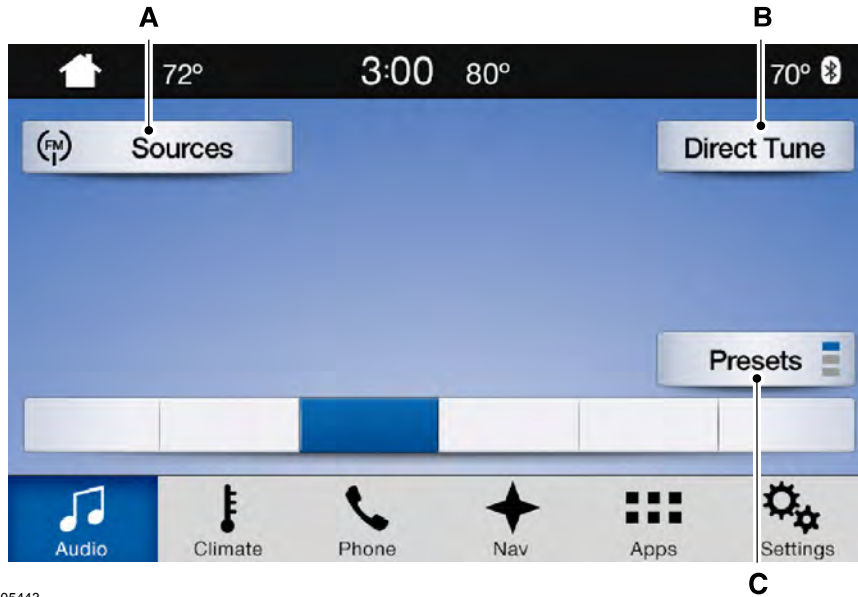 A B
72° 3:00 80° 70°
FM Sources Direct Tune
Presets
Audio Climate Phone Nav Apps Settings
C